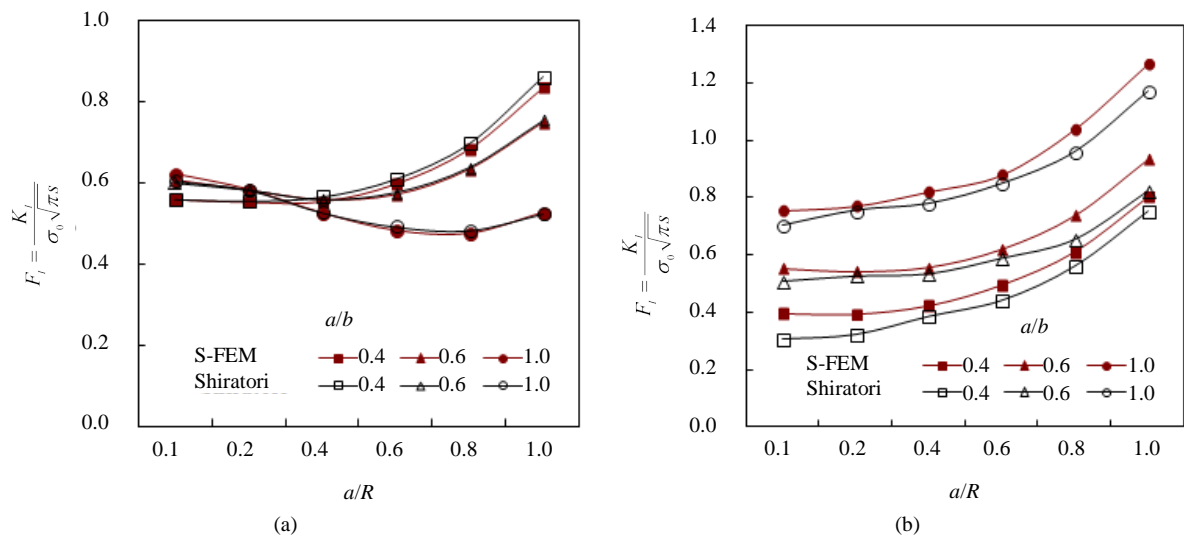 1.0
0.8
0.6
0.4
0.2
0.0
F_I = K_I / σ_0 √πs
a/b
S-FEM 0.4 0.6 1.0
Shiratori 0.4 0.6 1.0
0.1 0.2 0.4 0.6 0.8 1.0
a/R
(a)
1.4
1.2
1.0
0.8
0.6
0.4
0.2
0.0
F_I = K_I / σ_0 √πs
a/b
S-FEM 0.4 0.6 1.0
Shiratori 0.4 0.6 1.0
0.1 0.2 0.4 0.6 0.8 1.0
a/R
(b)